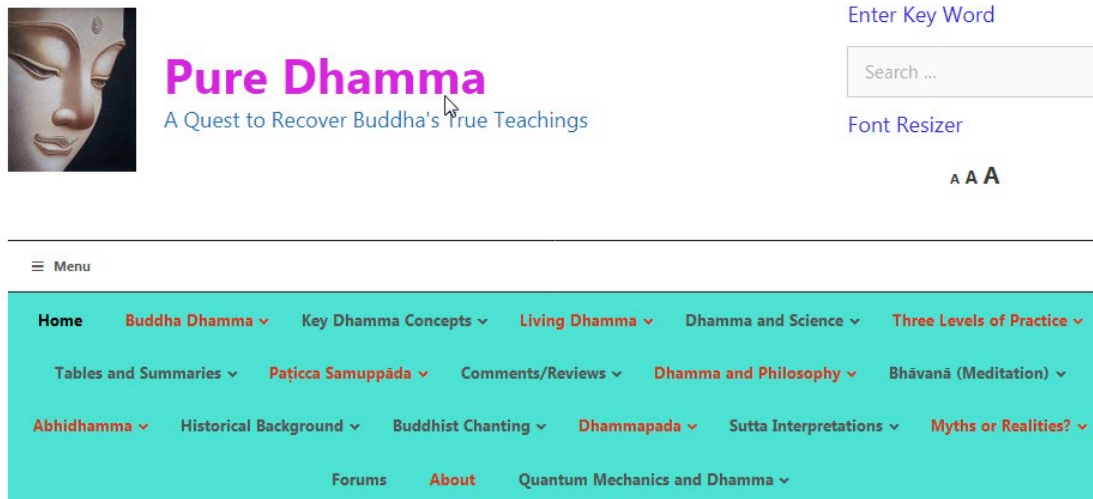 Enter Key Word
Pure Dhamma
Search ...
A Quest to Recover Buddha's True Teachings
Font Resizer
A A A
☰ Menu
Home Buddha Dhamma Key Dhamma Concepts Living Dhamma Dhamma and Science Three Levels of Practice
Tables and Summaries Paṭicca Samuppāda Comments/Reviews Dhamma and Philosophy Bhāvanā (Meditation)
Abhidhamma Historical Background Buddhist Chanting Dhammapada Sutta Interpretations Myths or Realities?
Forums About Quantum Mechanics and Dhamma